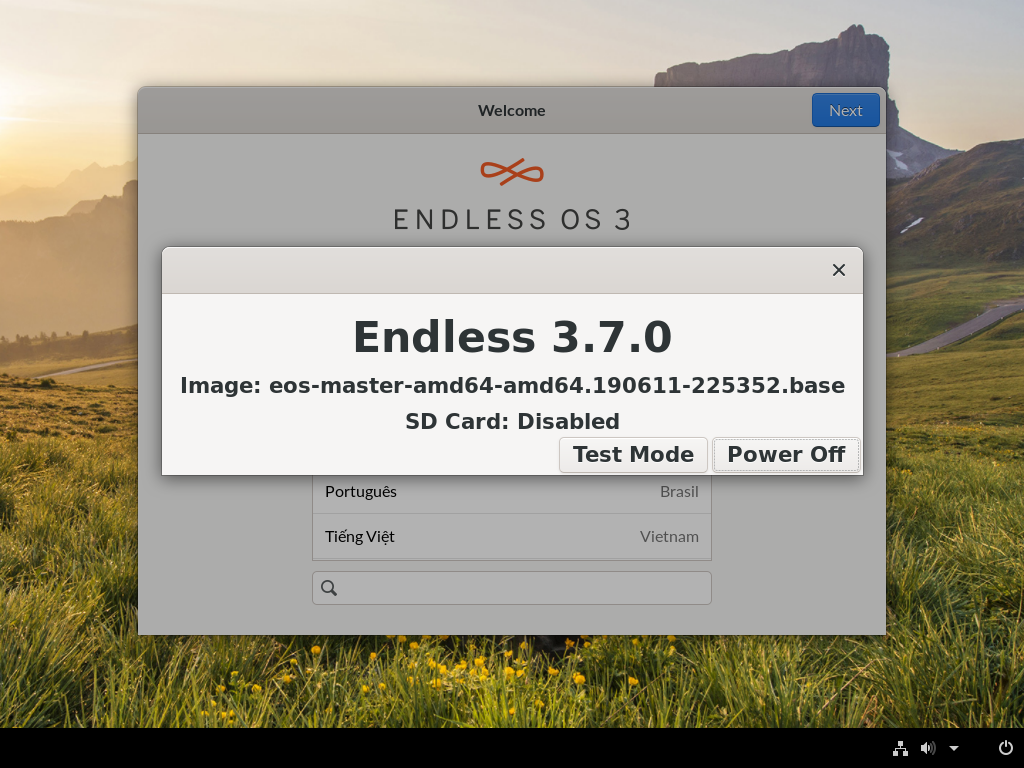 Welcome
Next
ENDLESS OS 3
Endless 3.7.0
Image: eos-master-amd64-amd64.190611-225352.base
SD Card: Disabled
Test Mode Power Off
Português Brasil
Tiếng Việt Vietnam